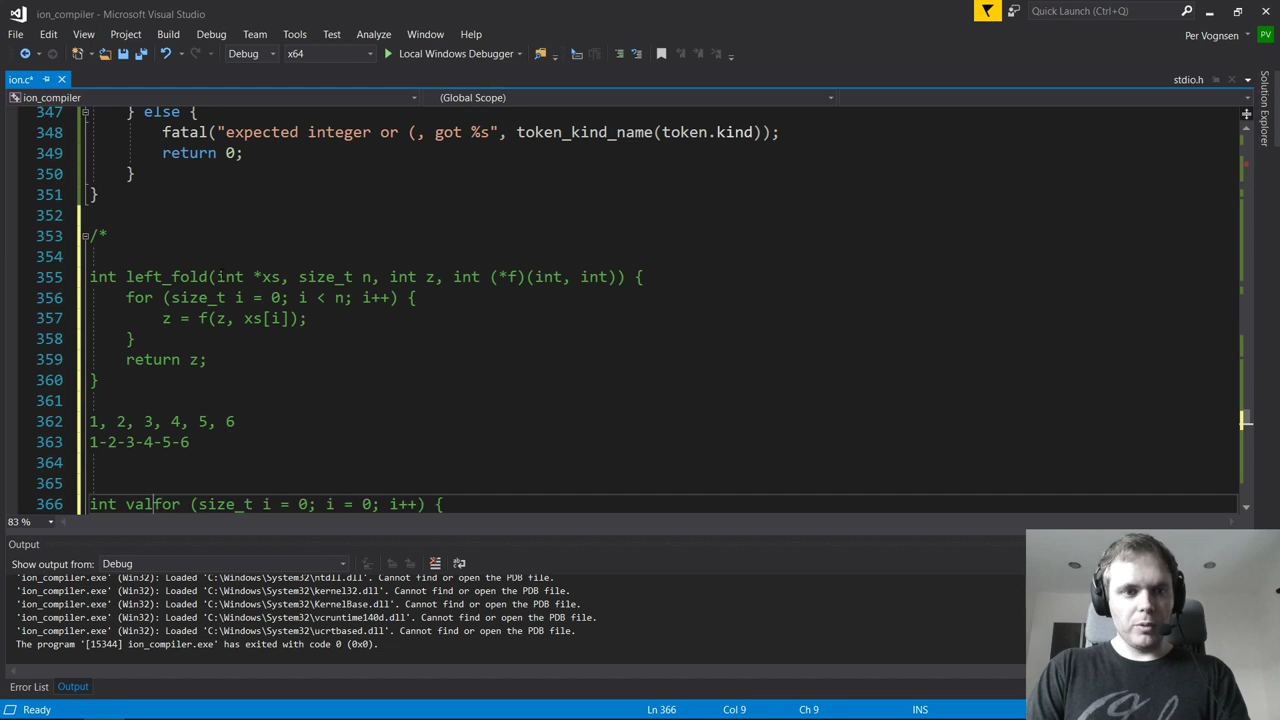 ion_compiler - Microsoft Visual Studio
Quick Launch (Ctrl+Q)
File Edit View Project Build Debug Team Tools Test Analyze Window Help
Per Vognsen PV
Debug x64 Local Windows Debugger
ion.c* stdio.h
ion_compiler (Global Scope)
Solution Explorer
347 } else {
348 fatal("expected integer or (, got %s", token_kind_name(token.kind));
349 return 0;
350 }
351 }
352
353 /*
354
355 int left_fold(int *xs, size_t n, int z, int (*f)(int, int)) {
356 for (size_t i = 0; i < n; i++) {
357 z = f(z, xs[i]);
358 }
359 return z;
360 }
361
362 1, 2, 3, 4, 5, 6
363 1-2-3-4-5-6
364
365
366 int valfor (size_t i = 0; i = 0; i++) {
83 %
Output
Show output from: Debug
'ion_compiler.exe' (Win32): Loaded 'C:\Windows\System32\ntdll.dll'. Cannot find or open the PDB file.
'ion_compiler.exe' (Win32): Loaded 'C:\Windows\System32\kernel32.dll'. Cannot find or open the PDB file.
'ion_compiler.exe' (Win32): Loaded 'C:\Windows\System32\KernelBase.dll'. Cannot find or open the PDB file.
'ion_compiler.exe' (Win32): Loaded 'C:\Windows\System32\vcruntime140d.dll'. Cannot find or open the PDB file.
'ion_compiler.exe' (Win32): Loaded 'C:\Windows\System32\ucrtbased.dll'. Cannot find or open the PDB file.
The program '[15344] ion_compiler.exe' has exited with code 0 (0x0).
Error List Output
Ready Ln 366 Col 9 Ch 9 INS